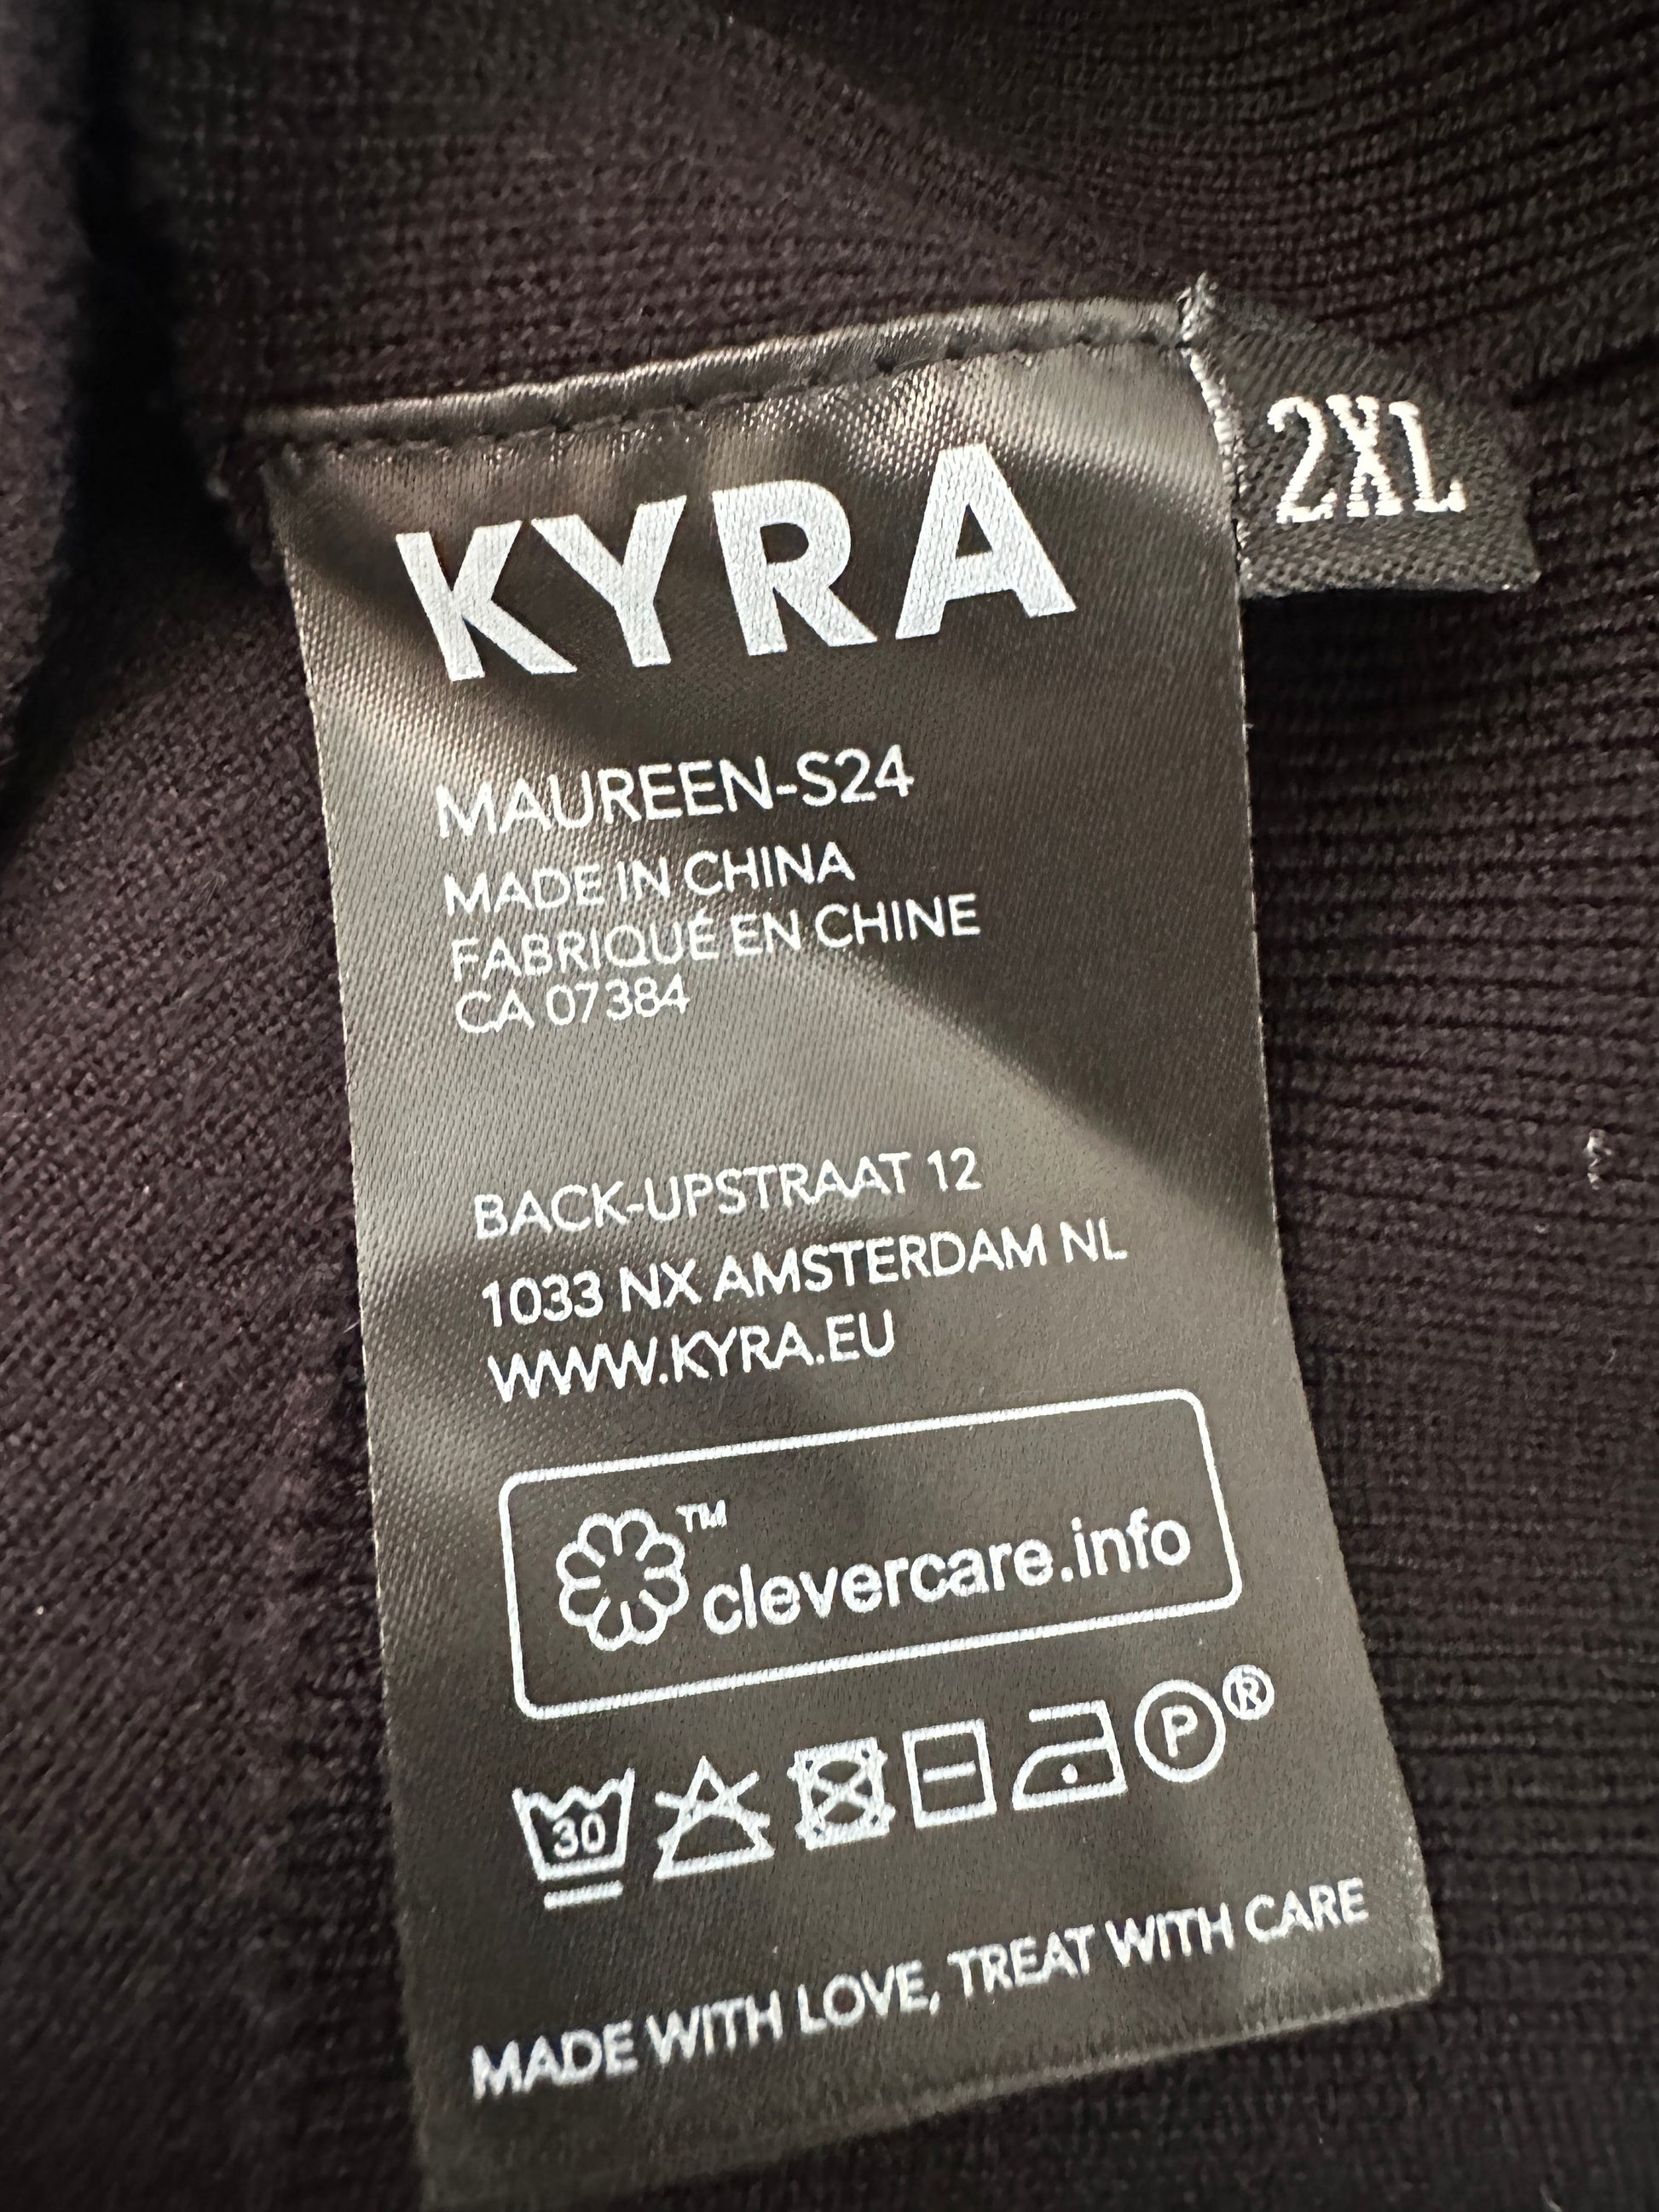 KYRA
2XL
MAUREEN-S24
MADE IN CHINA
FABRIQUÉ EN CHINE
CA 07384
BACK-UPSTRAAT 12
1033 NX AMSTERDAM NL
WWW.KYRA.EU
™ clevercare.info
30 P ®
MADE WITH LOVE, TREAT WITH CARE